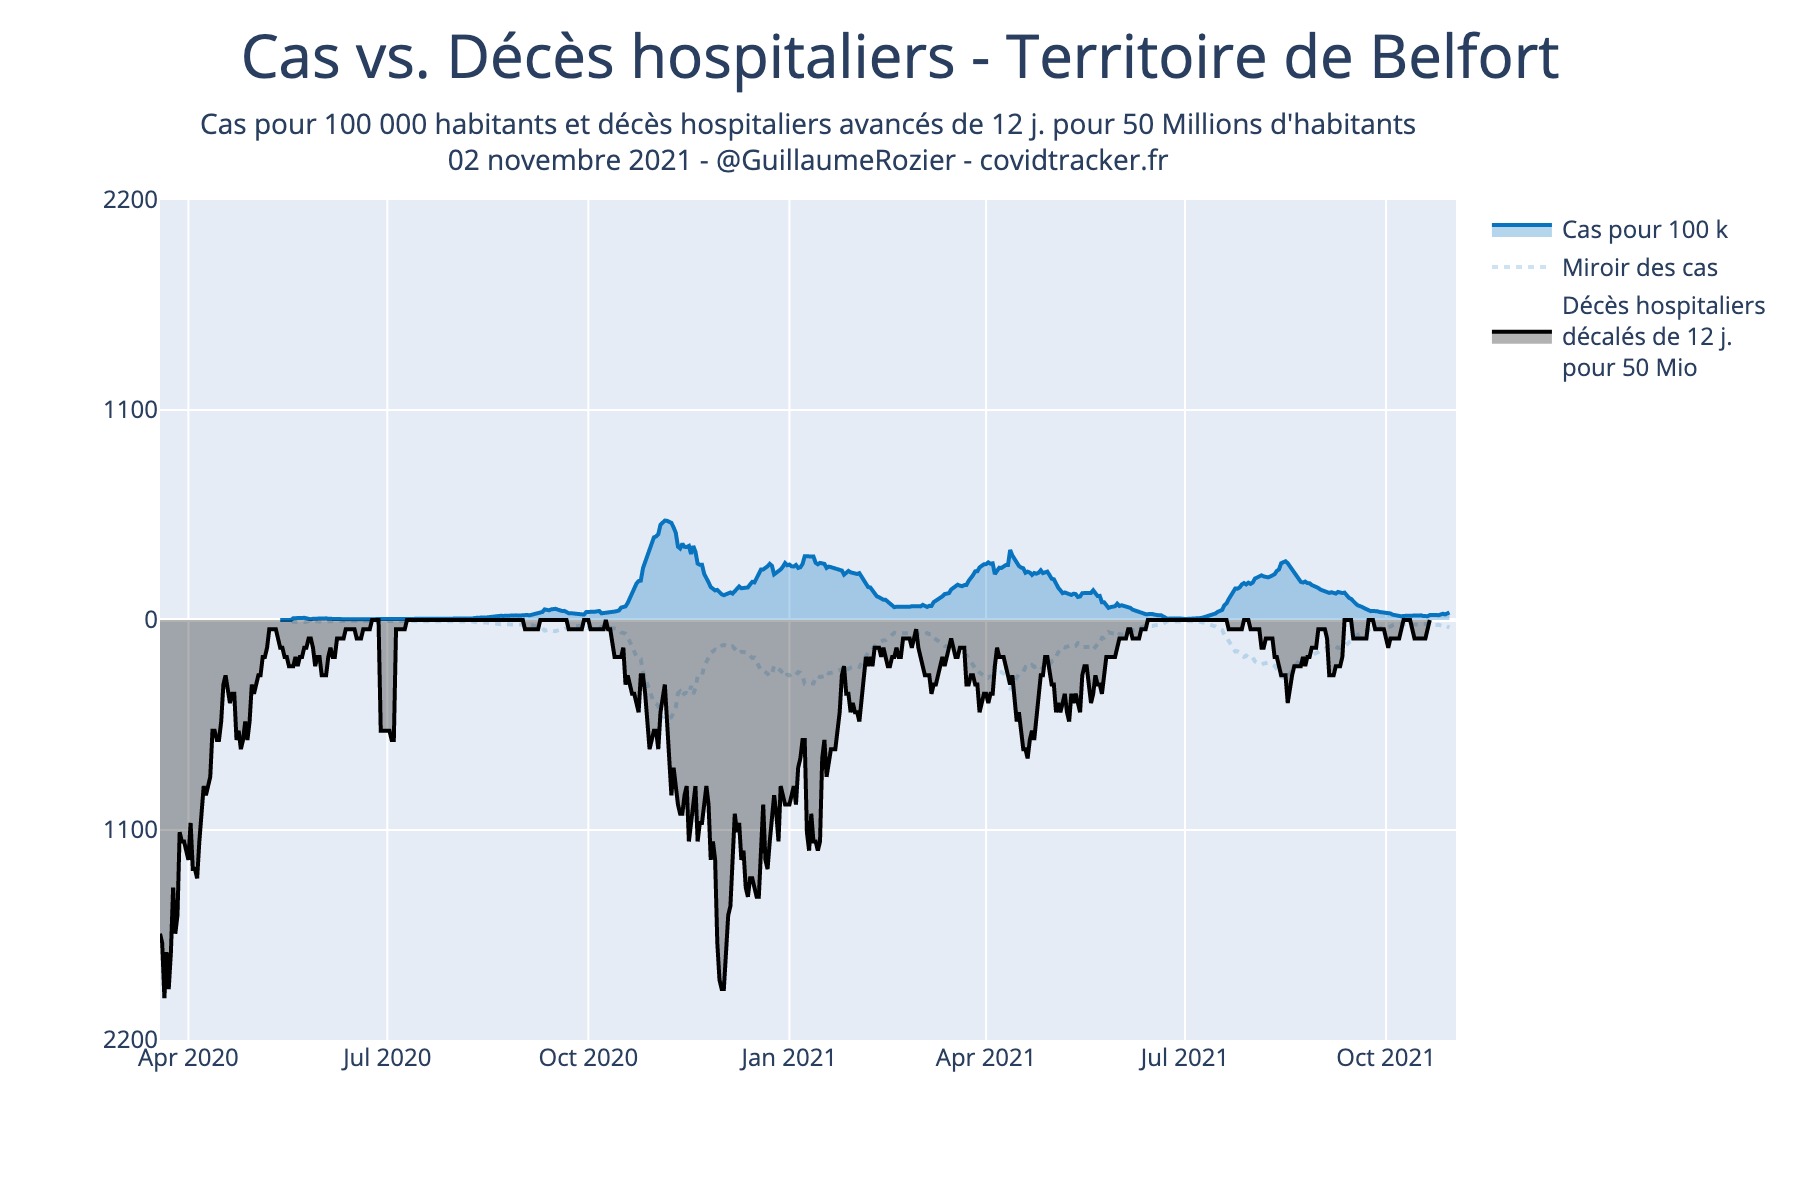 Cas vs. Décès hospitaliers - Territoire de Belfort
Cas pour 100 000 habitants et décès hospitaliers avancés de 12 j. pour 50 Millions d'habitants
02 novembre 2021 - @GuillaumeRozier - covidtracker.fr
2200
1100
0
1100
2200
Apr 2020
Jul 2020
Oct 2020
Jan 2021
Apr 2021
Jul 2021
Oct 2021
Cas pour 100 k
Miroir des cas
Décès hospitaliers
décalés de 12 j.
pour 50 Mio